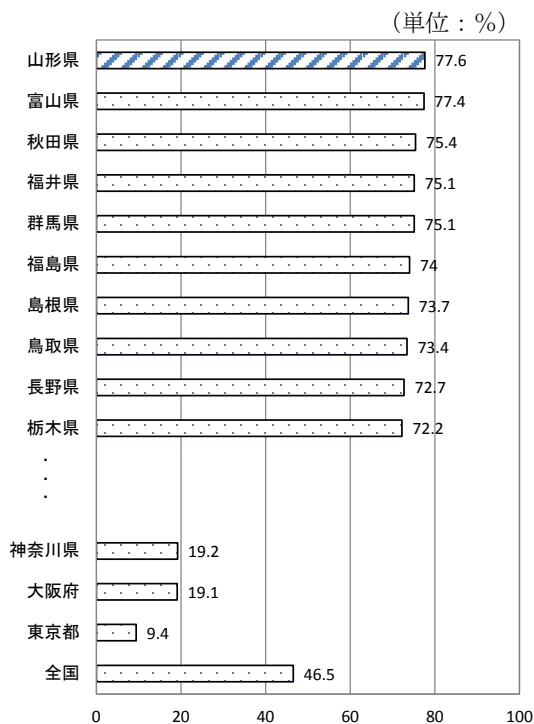 （単位：％）
山形県 77.6
富山県 77.4
秋田県 75.4
福井県 75.1
群馬県 75.1
福島県 74
島根県 73.7
鳥取県 73.4
長野県 72.7
栃木県 72.2
・
・
・
神奈川県 19.2
大阪府 19.1
東京都 9.4
全国 46.5
0 20 40 60 80 100